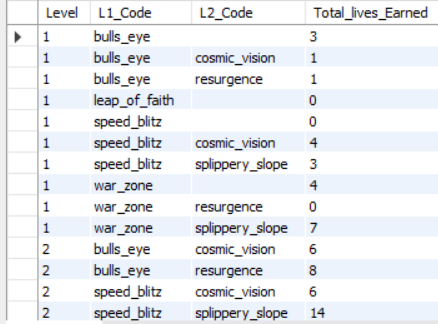 Level L1_Code L2_Code Total_lives_Earned
1 bulls_eye 3
1 bulls_eye cosmic_vision 1
1 bulls_eye resurgence 1
1 leap_of_faith 0
1 speed_blitz 0
1 speed_blitz cosmic_vision 4
1 speed_blitz splippery_slope 3
1 war_zone 4
1 war_zone resurgence 0
1 war_zone splippery_slope 7
2 bulls_eye cosmic_vision 6
2 bulls_eye resurgence 8
2 speed_blitz cosmic_vision 6
2 speed_blitz splippery_slope 14